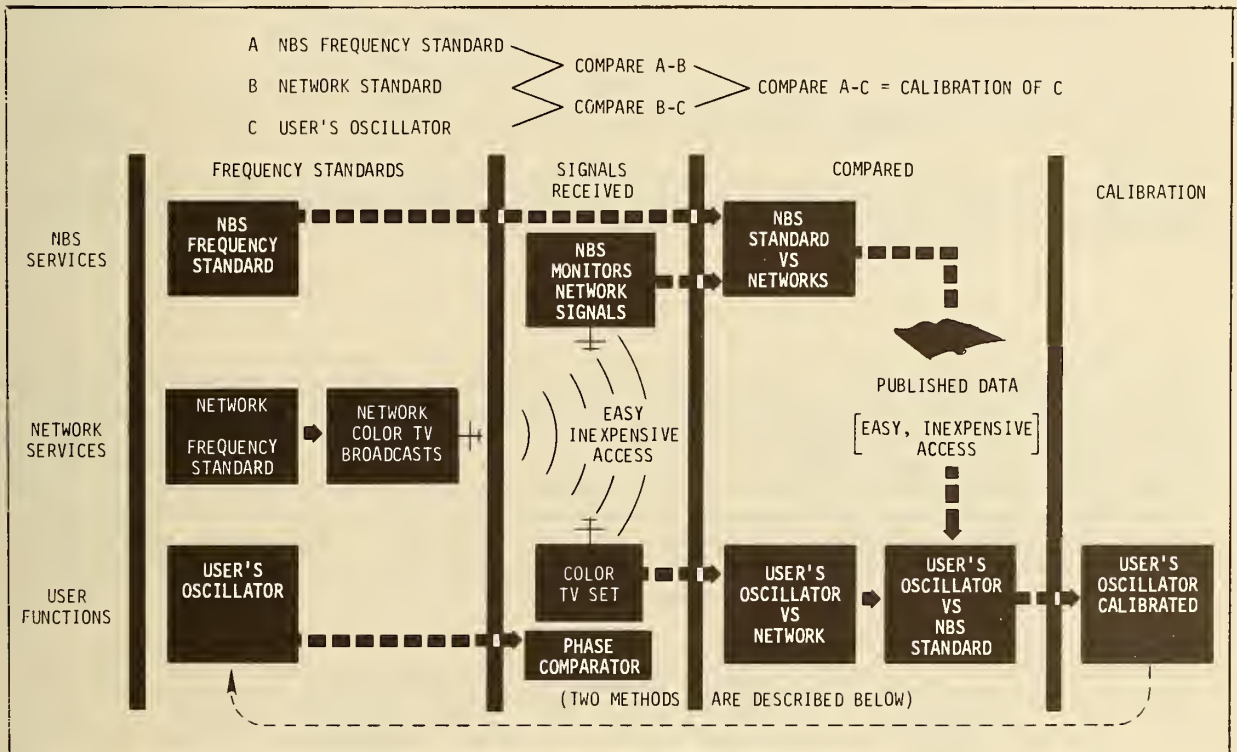 A NBS FREQUENCY STANDARD
B NETWORK STANDARD
C USER'S OSCILLATOR
COMPARE A-B
COMPARE B-C
COMPARE A-C = CALIBRATION OF C
FREQUENCY STANDARDS
SIGNALS
RECEIVED
COMPARED
CALIBRATION
NBS
SERVICES
NBS
FREQUENCY
STANDARD
NBS
MONITORS
NETWORK
SIGNALS
NBS
STANDARD
VS
NETWORKS
PUBLISHED DATA
[EASY, INEXPENSIVE]
ACCESS
NETWORK
SERVICES
NETWORK
FREQUENCY
STANDARD
NETWORK
COLOR TV
BROADCASTS
EASY
INEXPENSIVE
ACCESS
USER
FUNCTIONS
USER'S
OSCILLATOR
COLOR
TV SET
PHASE
COMPARATOR
USER'S
OSCILLATOR
VS
NETWORK
USER'S
OSCILLATOR
VS
NBS
STANDARD
USER'S
OSCILLATOR
CALIBRATED
(TWO METHODS ARE DESCRIBED BELOW)